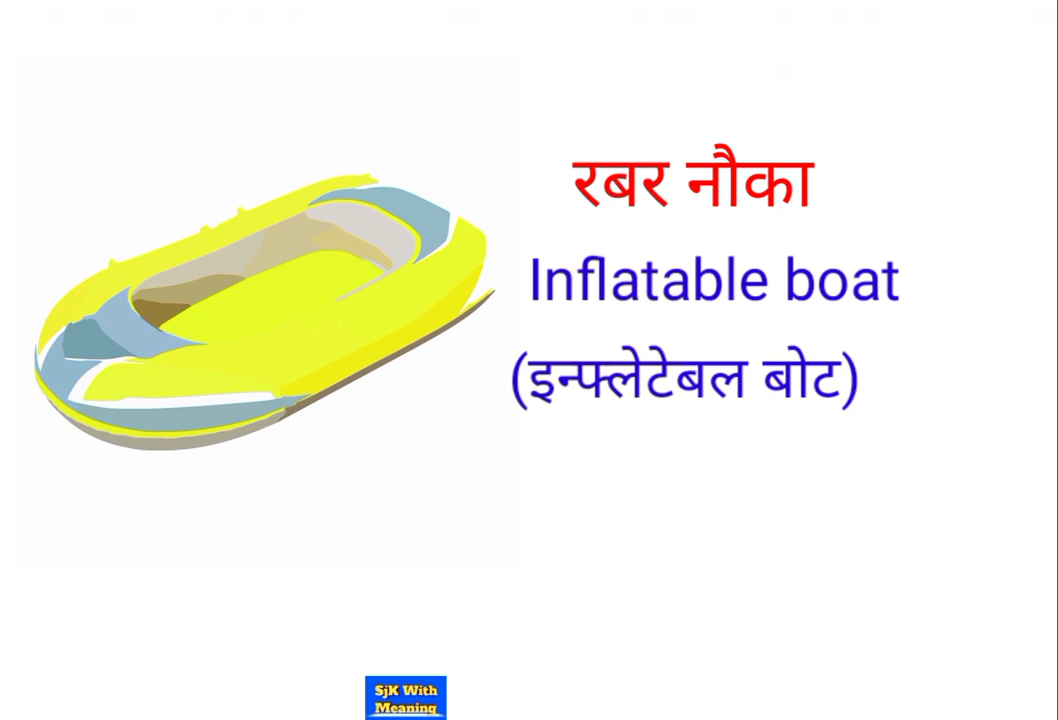 रबर नौका
Inflatable boat
(इन्फ्लेटेबल बोट)
SjK With
Meaning